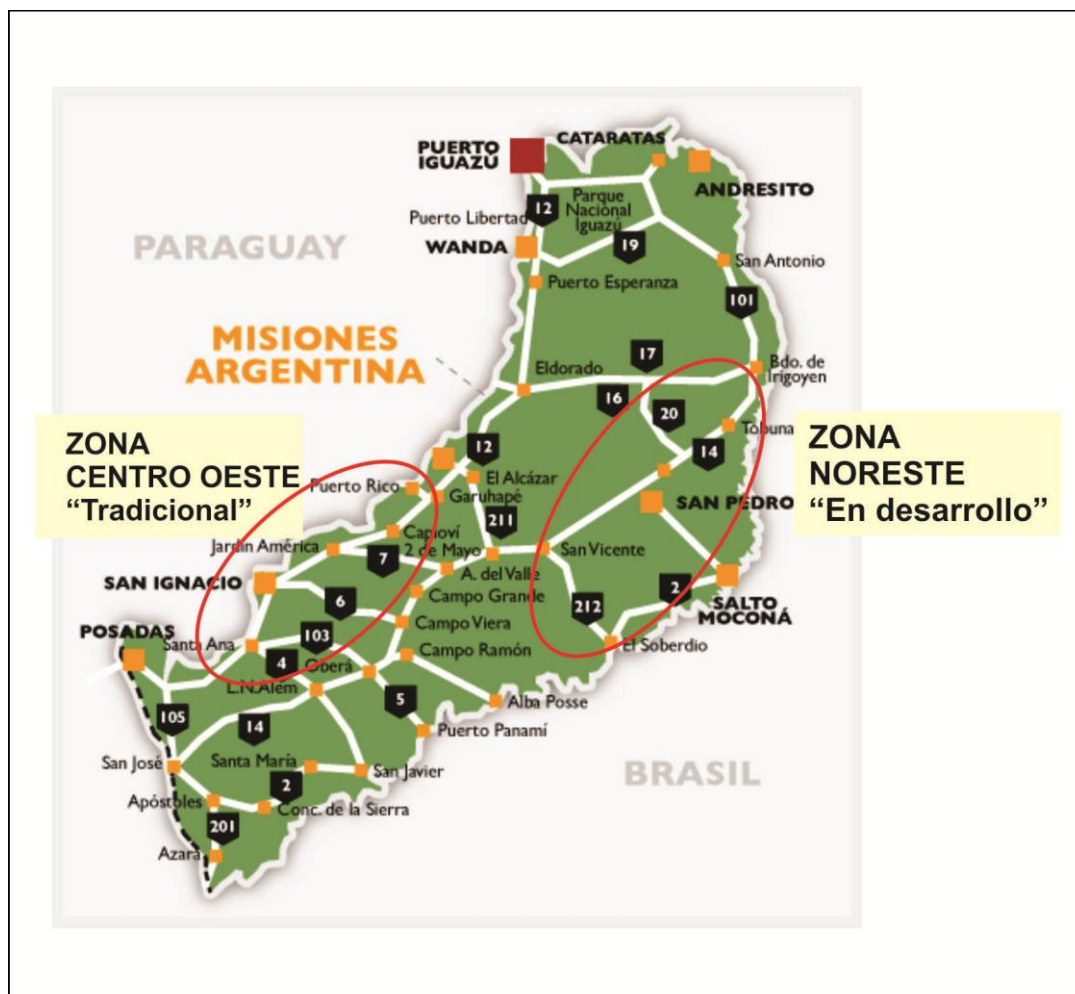 CATARATAS
PUERTO
IGUAZÚ
ANDRESITO
Parque
Nacional
Iguazú
12
Puerto Libertad
PARAGUAY
WANDA
19
San Antonio
Puerto Esperanza
101
MISIONES
ARGENTINA
17
Eldorado
Bdo. de
Irigoyen
16
20
Tobuna
ZONA
CENTRO OESTE
“Tradicional”
ZONA
NORESTE
“En desarrollo”
12
14
El Alcázar
Puerto Rico
Garuhapé
SAN PEDRO
211
Capioví
Jardín América
2 de Mayo
San Vicente
7
A. del Valle
SAN IGNACIO
Campo Grande
2
SALTO
MOCONÁ
6
212
Campo Viera
POSADAS
Santa Ana
103
El Soberdio
Campo Ramón
4
Oberá
L.N.Além
5
Alba Posse
105
14
Puerto Panamí
San José
Santa María
San Javier
BRASIL
2
Apóstoles
Conc. de la Sierra
201
Azará